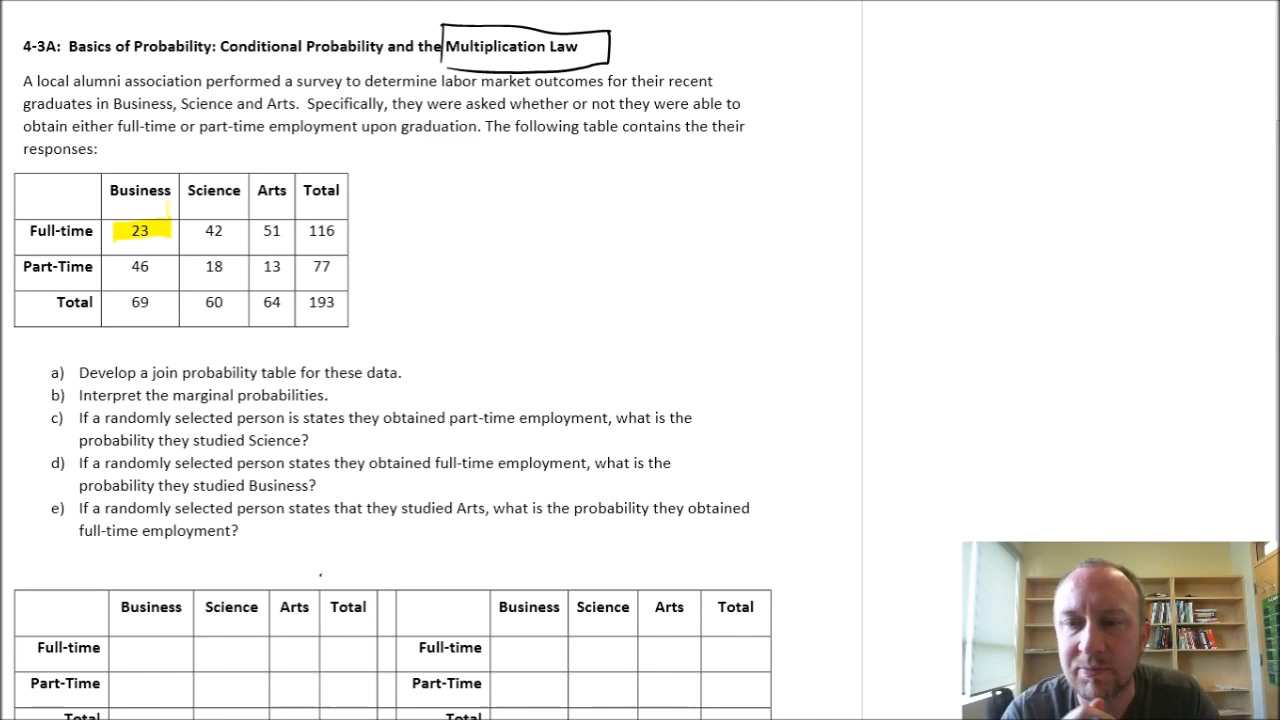 4-3A: Basics of Probability: Conditional Probability and the Multiplication Law
A local alumni association performed a survey to determine labor market outcomes for their recent
graduates in Business, Science and Arts. Specifically, they were asked whether or not they were able to
obtain either full-time or part-time employment upon graduation. The following table contains the their
responses:
Business Science Arts Total
Full-time 23 42 51 116
Part-Time 46 18 13 77
Total 69 60 64 193
a) Develop a join probability table for these data.
b) Interpret the marginal probabilities.
c) If a randomly selected person is states they obtained part-time employment, what is the
probability they studied Science?
d) If a randomly selected person states they obtained full-time employment, what is the
probability they studied Business?
e) If a randomly selected person states that they studied Arts, what is the probability they obtained
full-time employment?
Business Science Arts Total Business Science Arts Total
Full-time Full-time
Part-Time Part-Time
Total Total